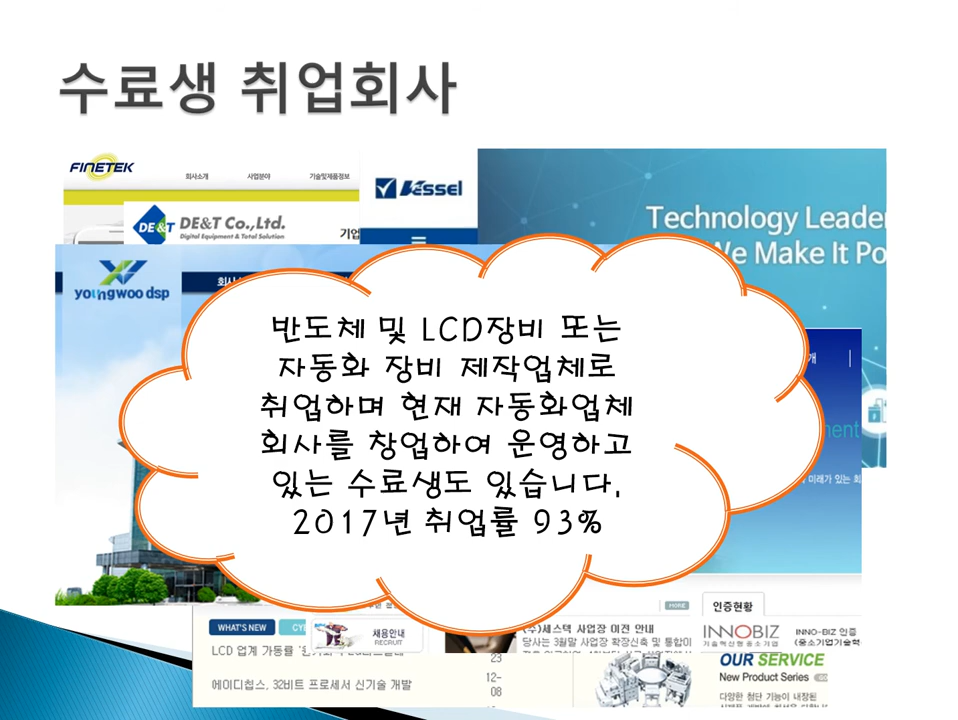 수료생 취업회사
FINETEK
회사소개 사업분야 기술및제품정보
Vessel
DE&T
DE&T Co.,Ltd.
Digital Equipment & Total Solution
기업
Technology Leader
We Make It Po
youngwoo dsp
반도체 및 LCD장비 또는
자동화 장비 제작업체로
취업하며 현재 자동화업체
회사를 창업하여 운영하고
있는 수료생도 있습니다.
2017년 취업률 93%
미래가 있는 회
MORE
인증현황
WHAT'S NEW
채용안내
RECRUIT
사업장 이전 안내
당사는 3월말 사업장 확장신축 및 통합이
INNOBIZ
기술혁신형중소기업
INNO-BIZ 인증
LCD 업계 가동률
23
12-
08
에이디칩스, 32비트 프로세서 신기술 개발
OUR SERVICE
New Product Series
다양한 첨단 기능이 내장된